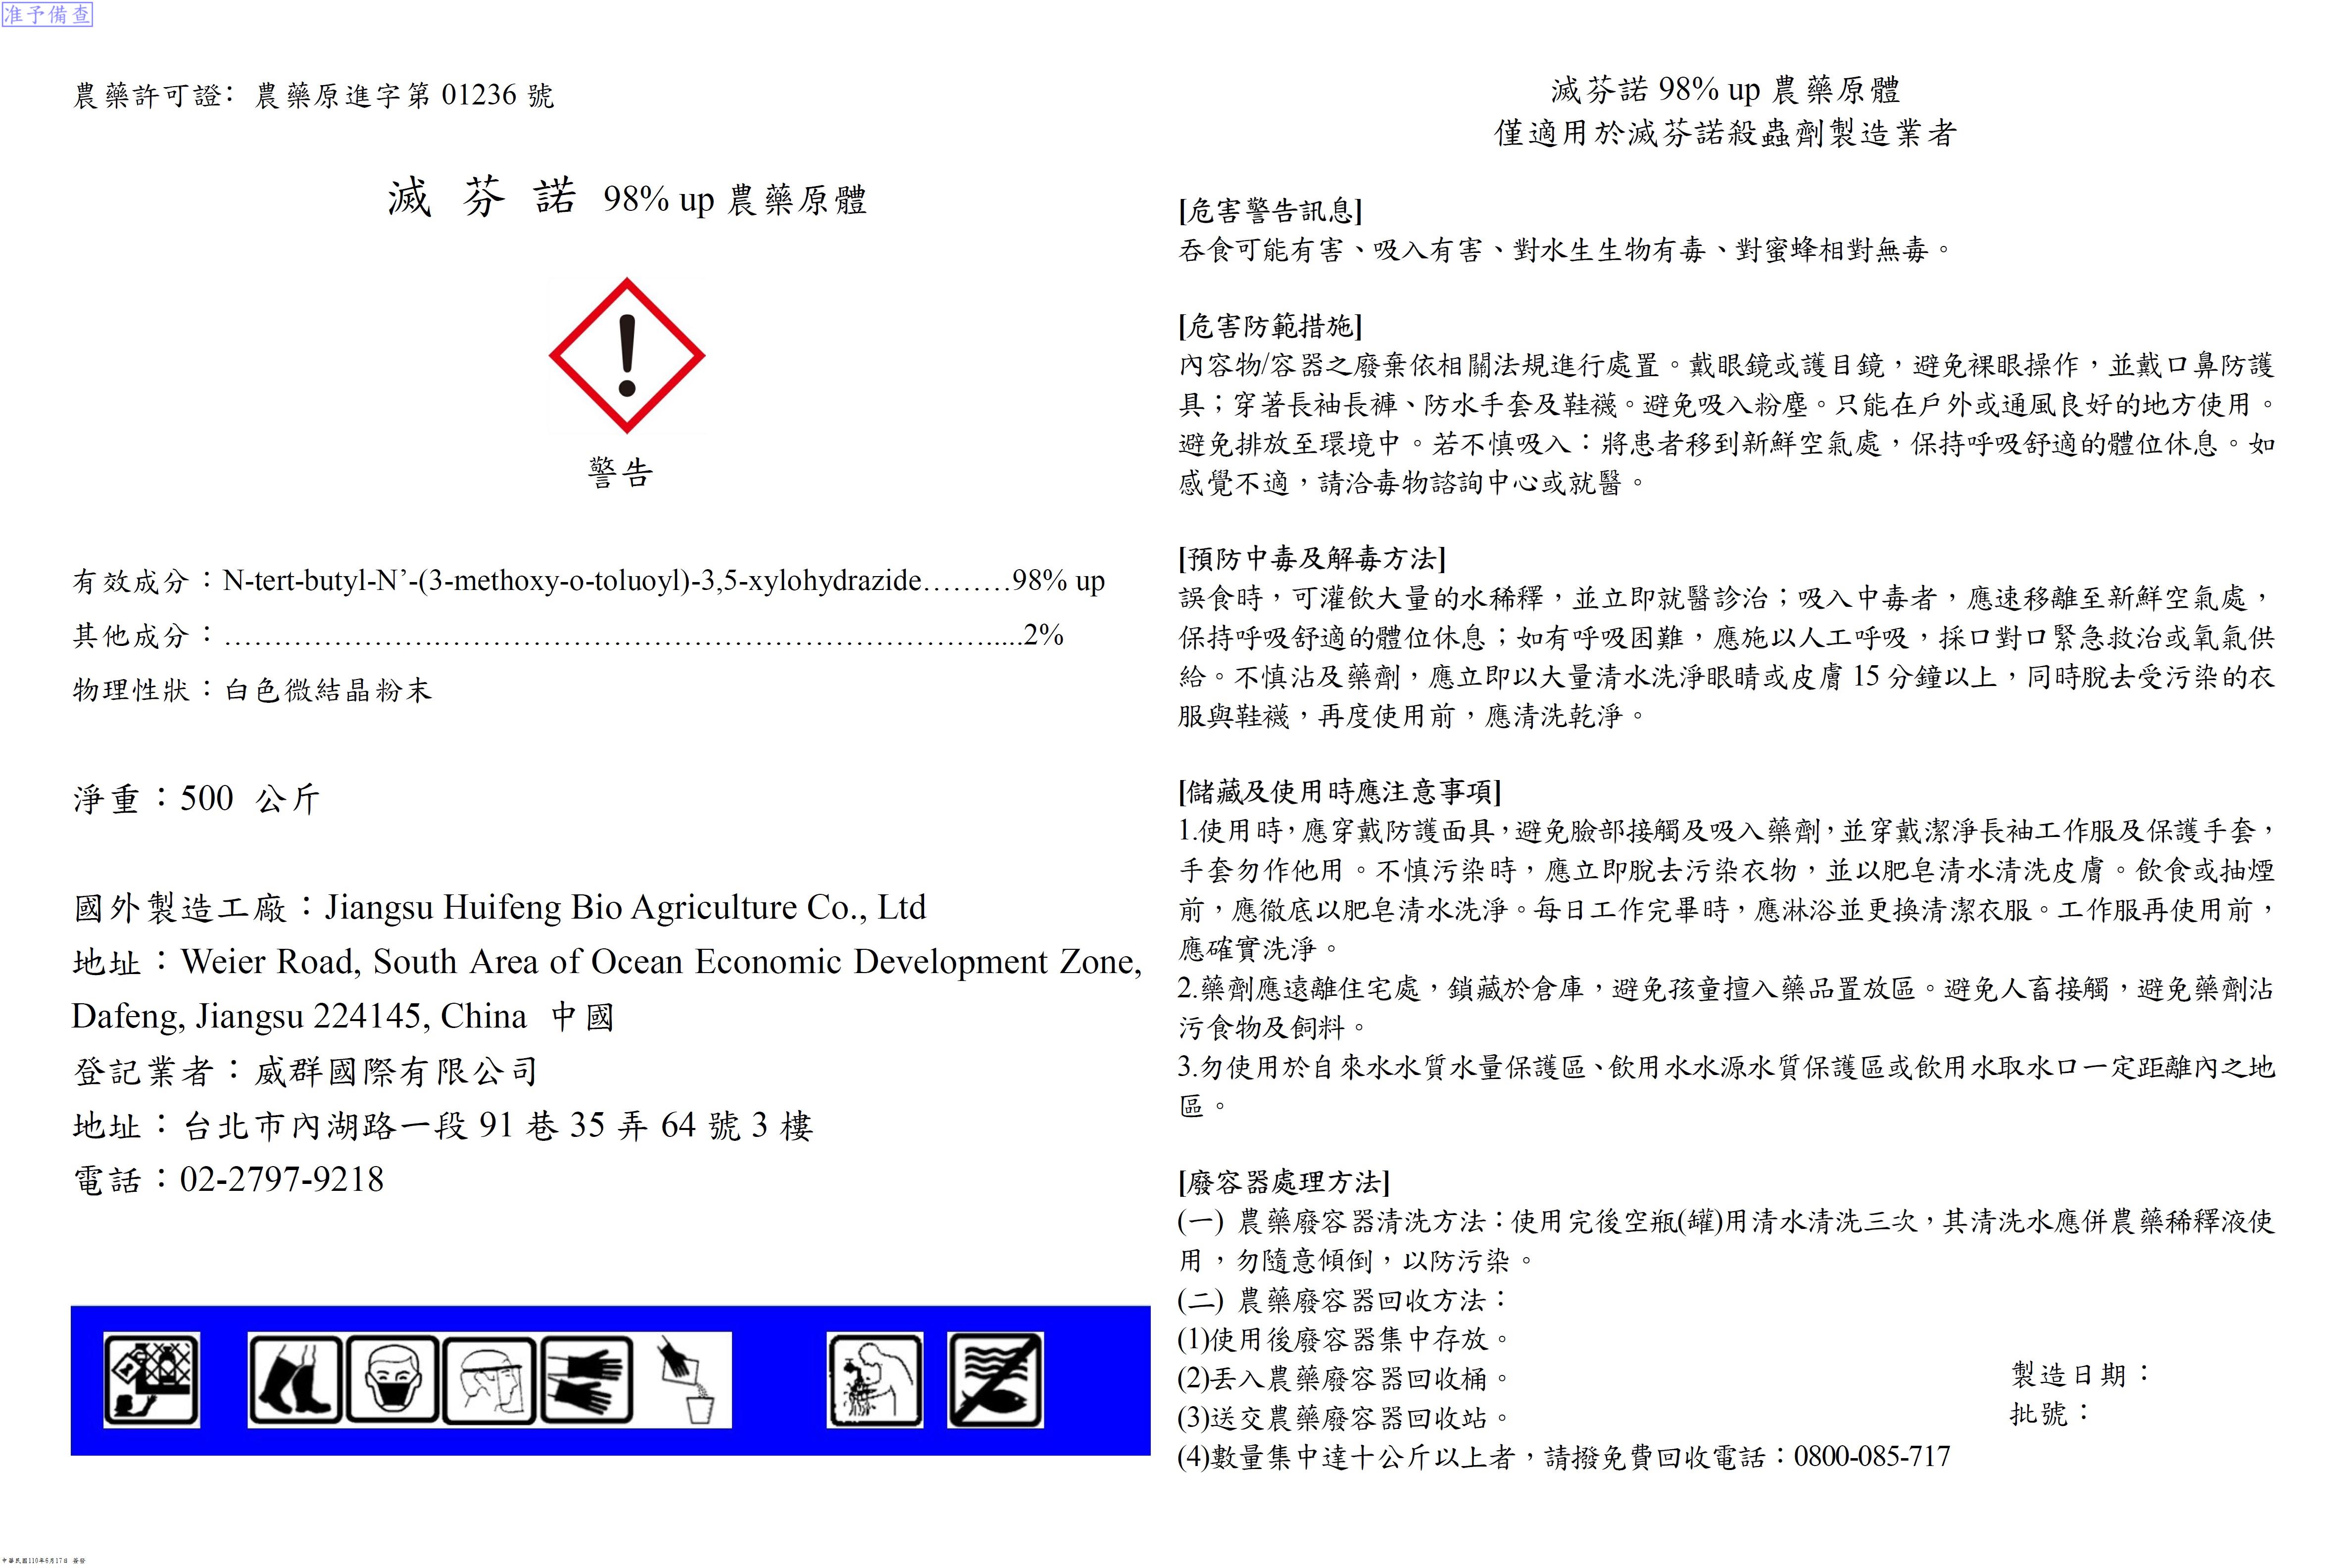 准予備查
農藥許可證：農藥原進字第 01236 號
滅 芬 諾 98% up 農藥原體
警告
有效成分：N-tert-butyl-N’-(3-methoxy-o-toluoyl)-3,5-xylohydrazide………98% up
其他成分：………………….…………………………………………………….....2%
物理性狀：白色微結晶粉末
淨重：500 公斤
國外製造工廠：Jiangsu Huifeng Bio Agriculture Co., Ltd
地址：Weier Road, South Area of Ocean Economic Development Zone,
Dafeng, Jiangsu 224145, China 中國
登記業者：威群國際有限公司
地址：台北市內湖路一段 91 巷 35 弄 64 號 3 樓
電話：02-2797-9218
滅芬諾 98% up 農藥原體
僅適用於滅芬諾殺蟲劑製造業者
[危害警告訊息]
吞食可能有害、吸入有害、對水生生物有毒、對蜜蜂相對無毒。
[危害防範措施]
內容物/容器之廢棄依相關法規進行處置。戴眼鏡或護目鏡，避免裸眼操作，並戴口鼻防護
具；穿著長袖長褲、防水手套及鞋襪。避免吸入粉塵。只能在戶外或通風良好的地方使用。
避免排放至環境中。若不慎吸入：將患者移到新鮮空氣處，保持呼吸舒適的體位休息。如
感覺不適，請洽毒物諮詢中心或就醫。
[預防中毒及解毒方法]
誤食時，可灌飲大量的水稀釋，並立即就醫診治；吸入中毒者，應速移離至新鮮空氣處，
保持呼吸舒適的體位休息；如有呼吸困難，應施以人工呼吸，採口對口緊急救治或氧氣供
給。不慎沾及藥劑，應立即以大量清水洗淨眼睛或皮膚 15 分鐘以上，同時脫去受污染的衣
服與鞋襪，再度使用前，應清洗乾淨。
[儲藏及使用時應注意事項]
1.使用時，應穿戴防護面具，避免臉部接觸及吸入藥劑，並穿戴潔淨長袖工作服及保護手套，
手套勿作他用。不慎污染時，應立即脫去污染衣物，並以肥皂清水清洗皮膚。飲食或抽煙
前，應徹底以肥皂清水洗淨。每日工作完畢時，應淋浴並更換清潔衣服。工作服再使用前，
應確實洗淨。
2.藥劑應遠離住宅處，鎖藏於倉庫，避免孩童擅入藥品置放區。避免人畜接觸，避免藥劑沾
污食物及飼料。
3.勿使用於自來水水質水量保護區、飲用水水源水質保護區或飲用水取水口一定距離內之地
區。
[廢容器處理方法]
(一) 農藥廢容器清洗方法：使用完後空瓶(罐)用清水清洗三次，其清洗水應併農藥稀釋液使
用，勿隨意傾倒，以防污染。
(二) 農藥廢容器回收方法：
(1)使用後廢容器集中存放。
(2)丟入農藥廢容器回收桶。
(3)送交農藥廢容器回收站。
(4)數量集中達十公斤以上者，請撥免費回收電話：0800-085-717
製造日期：
批號：
中華民國110年6月17日 簽發